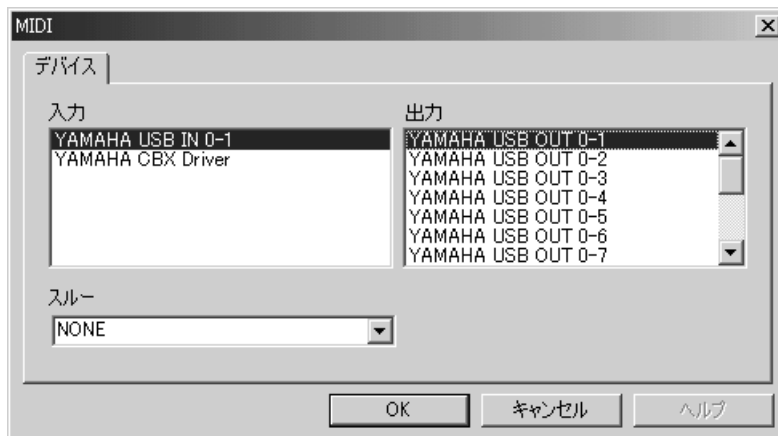 MIDI
デバイス
入力
YAMAHA USB IN 0-1
YAMAHA CBX Driver
出力
YAMAHA USB OUT 0-1
YAMAHA USB OUT 0-2
YAMAHA USB OUT 0-3
YAMAHA USB OUT 0-4
YAMAHA USB OUT 0-5
YAMAHA USB OUT 0-6
YAMAHA USB OUT 0-7
スルー
NONE
OK
キャンセル
ヘルプ